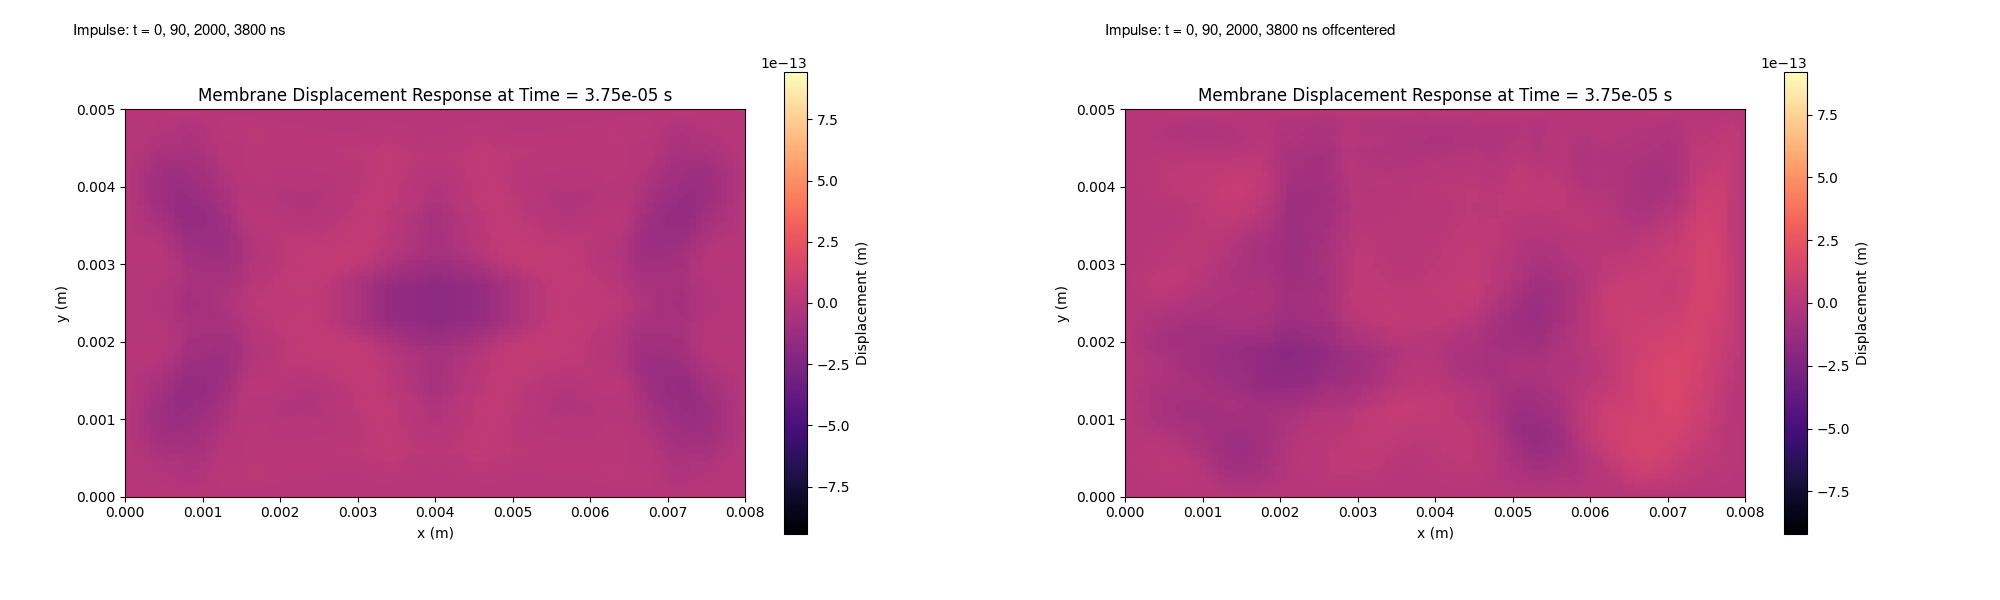 Impulse: t = 0, 90, 2000, 3800 ns
1e−13
Membrane Displacement Response at Time = 3.75e-05 s
0.005
0.004
0.003
0.002
0.001
0.000
y (m)
0.000 0.001 0.002 0.003 0.004 0.005 0.006 0.007 0.008
x (m)
7.5
5.0
2.5
0.0
−2.5
−5.0
−7.5
Displacement (m)
Impulse: t = 0, 90, 2000, 3800 ns offcentered
1e−13
Membrane Displacement Response at Time = 3.75e-05 s
0.005
0.004
0.003
0.002
0.001
0.000
y (m)
0.000 0.001 0.002 0.003 0.004 0.005 0.006 0.007 0.008
x (m)
7.5
5.0
2.5
0.0
−2.5
−5.0
−7.5
Displacement (m)